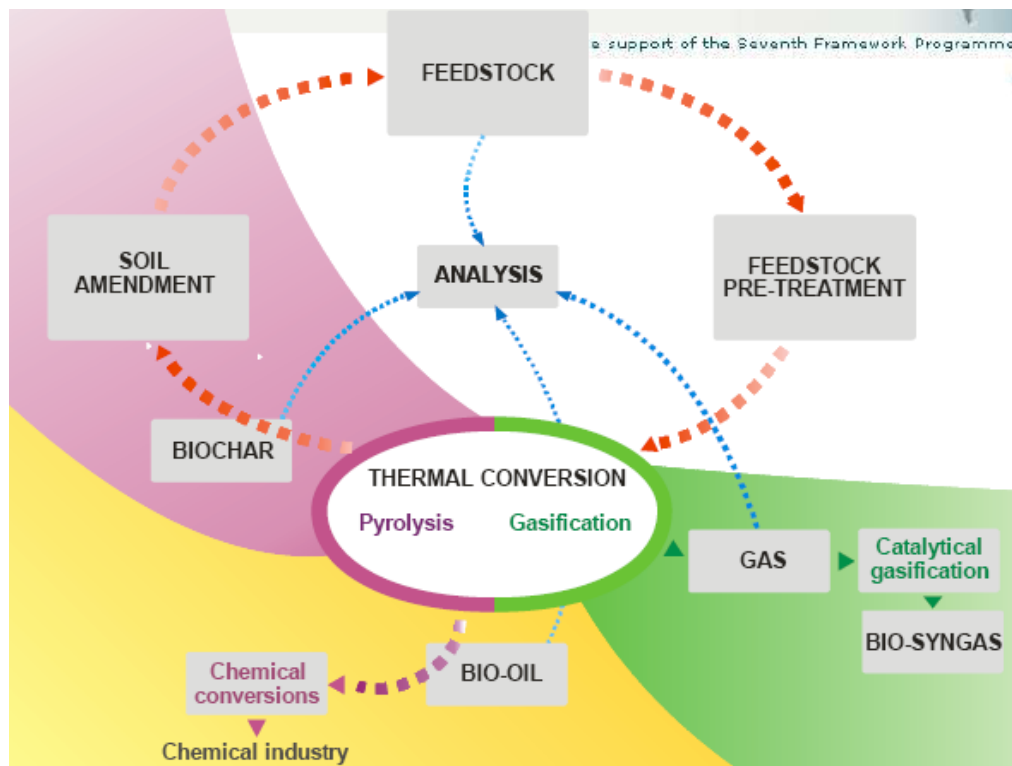 e support of the Seventh Framework Programme
FEEDSTOCK
SOIL
AMENDMENT
ANALYSIS
FEEDSTOCK
PRE-TREATMENT
BIOCHAR
THERMAL CONVERSION
Pyrolysis Gasification
GAS
Catalytical
gasification
BIO-SYNGAS
BIO-OIL
Chemical
conversions
Chemical industry